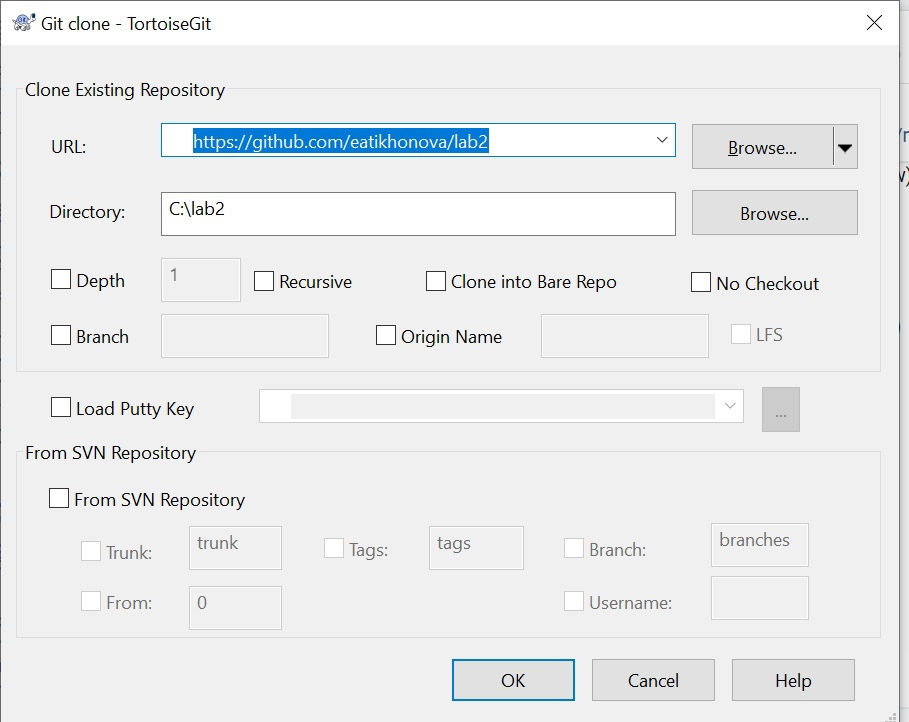 Git clone - TortoiseGit
Clone Existing Repository
URL: https://github.com/eatikhonova/lab2 Browse...
Directory: C:\lab2 Browse...
Depth 1 Recursive Clone into Bare Repo No Checkout
Branch Origin Name LFS
Load Putty Key ...
From SVN Repository
From SVN Repository
Trunk: trunk Tags: tags Branch: branches
From: 0 Username:
OK Cancel Help